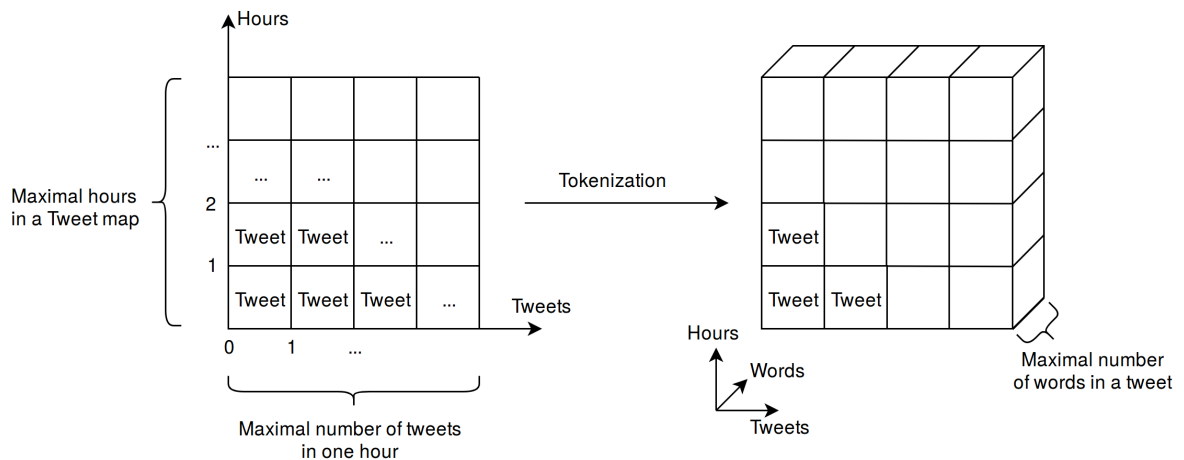 Hours
...
... ...
Maximal hours
in a Tweet map
2
Tweet Tweet ...
1
Tweet Tweet Tweet ...
Tweets
0 1 ...
Maximal number of tweets
in one hour
Tokenization
Tweet
Tweet Tweet
Hours
Words
Tweets
Maximal number
of words in a tweet